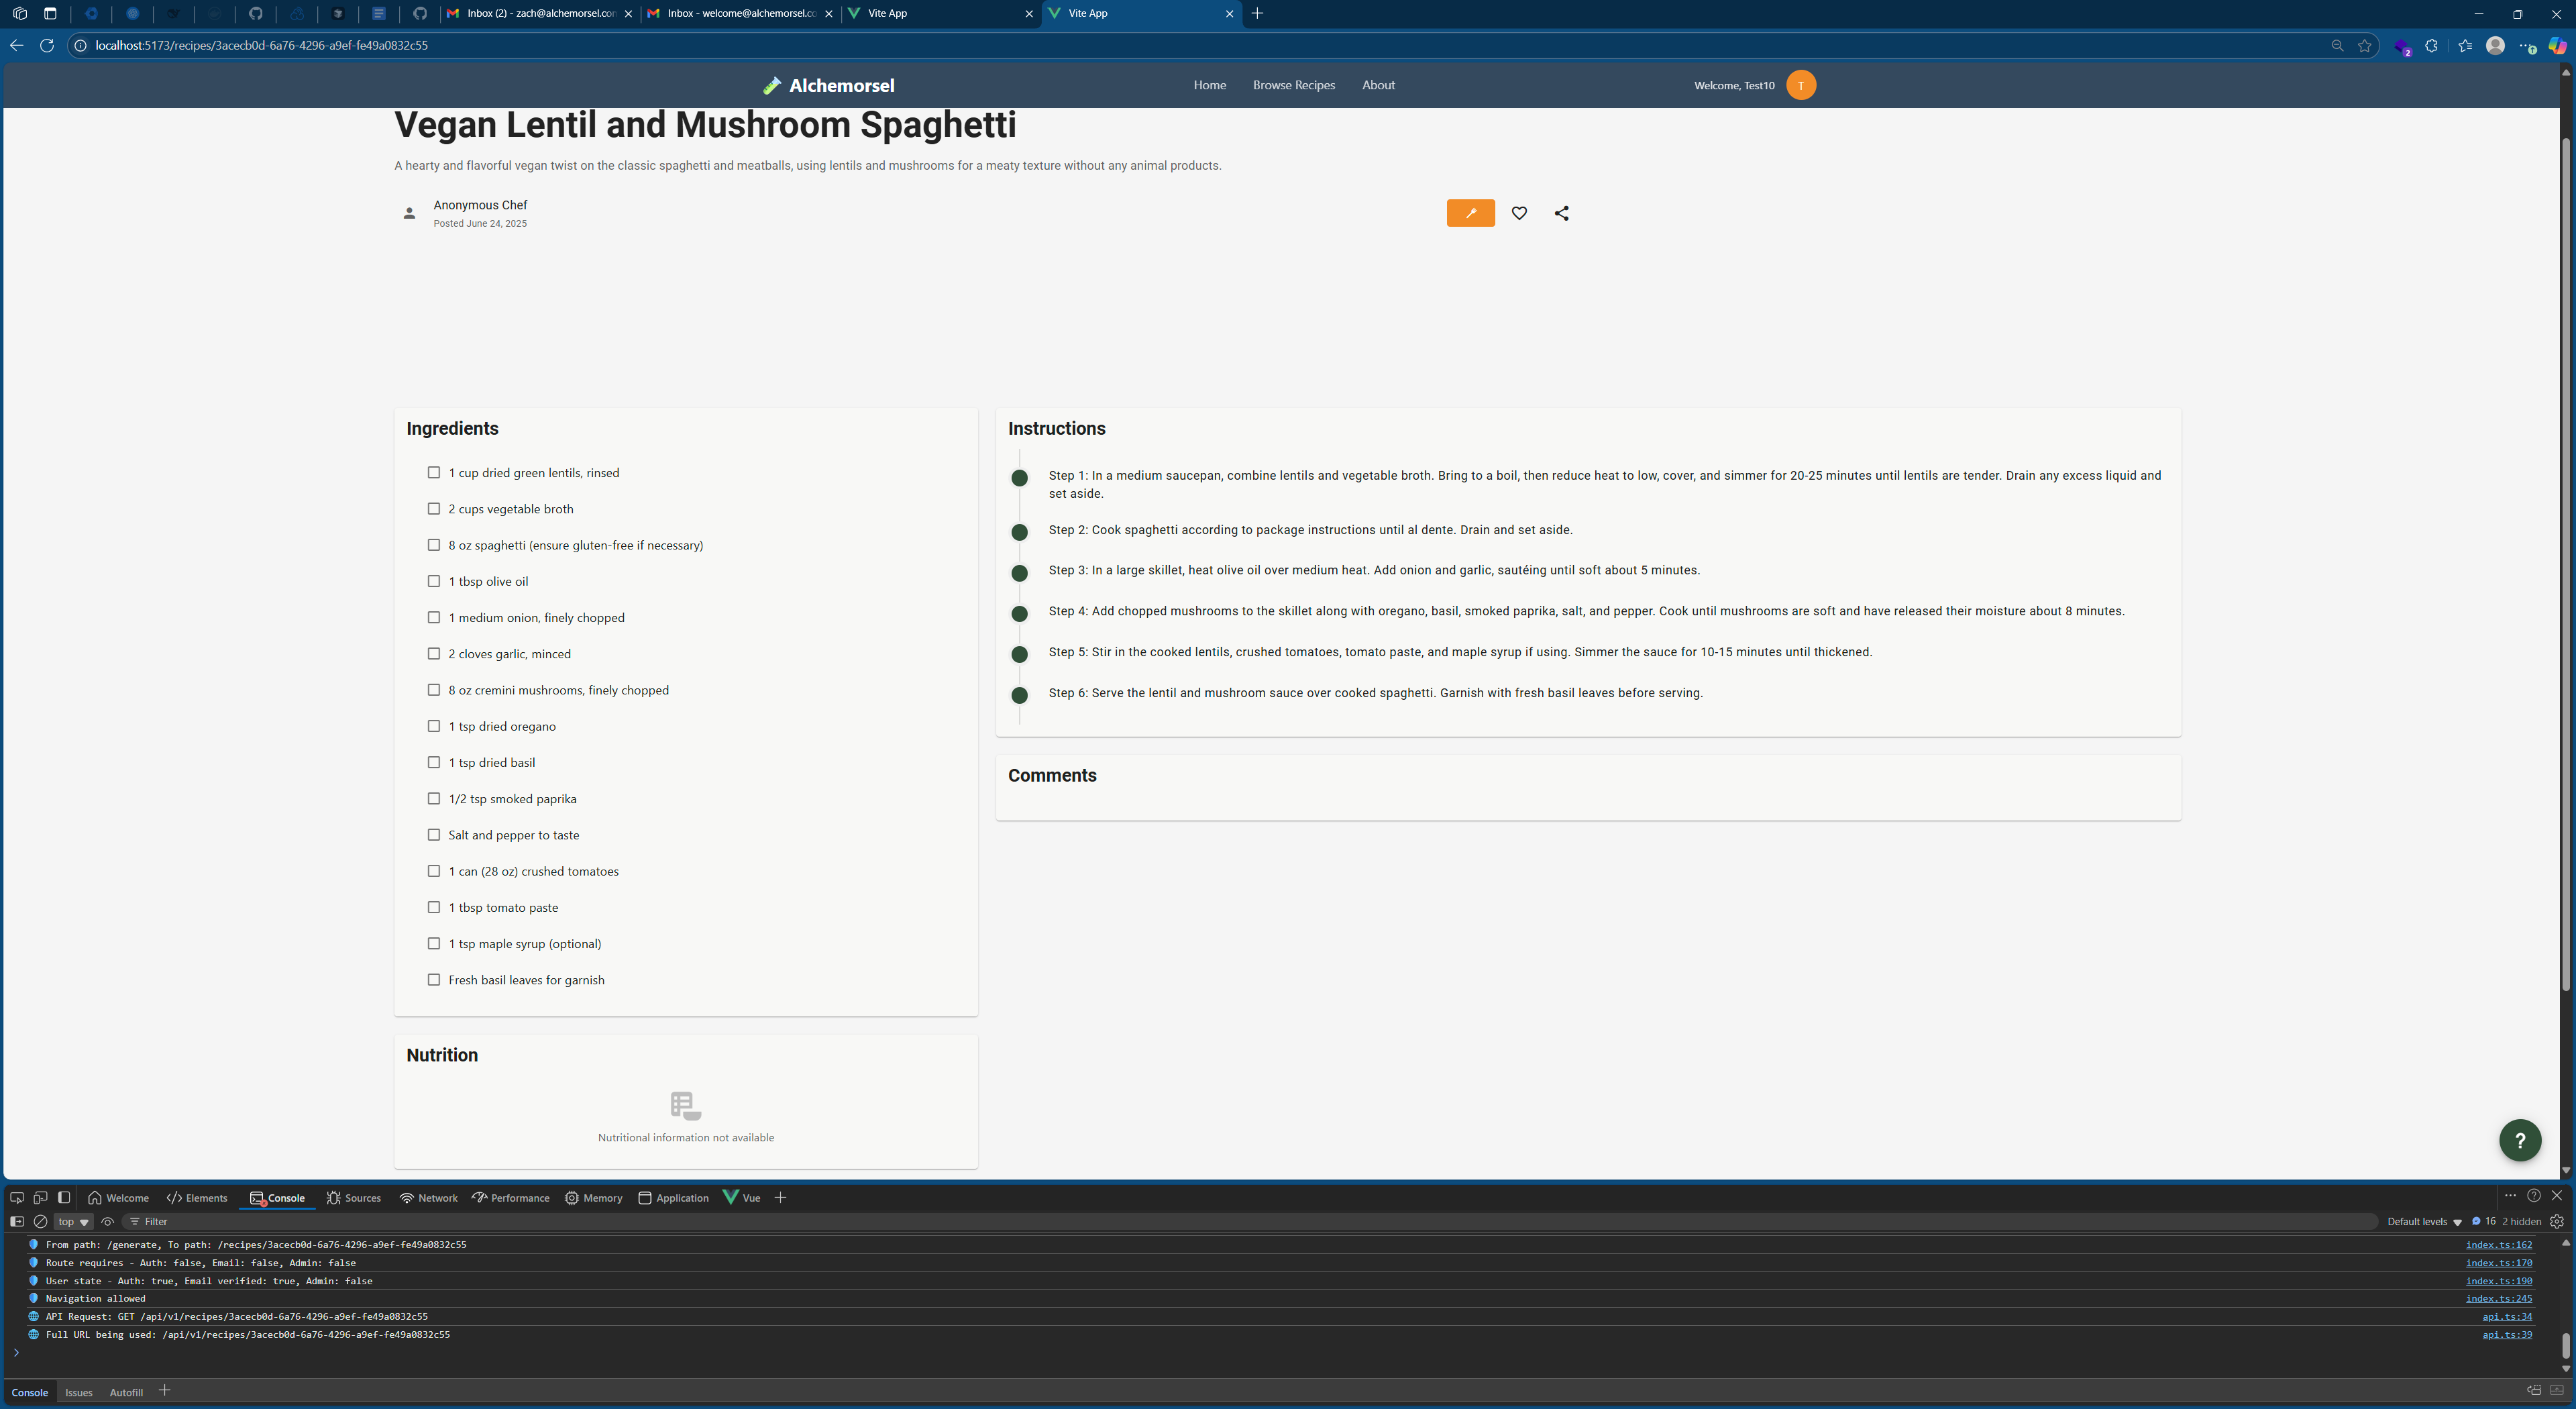 Inbox (2) - zach@alchemorsel.con
Inbox - welcome@alchemorsel.co
Vite App
Vite App
localhost:5173/recipes/3acecb0d-6a76-4296-a9ef-fe49a0832c55
2
Alchemorsel
Home
Browse Recipes
About
Welcome, Test10
T
Vegan Lentil and Mushroom Spaghetti
A hearty and flavorful vegan twist on the classic spaghetti and meatballs, using lentils and mushrooms for a meaty texture without any animal products.
Anonymous Chef
Posted June 24, 2025
Ingredients
1 cup dried green lentils, rinsed
2 cups vegetable broth
8 oz spaghetti (ensure gluten-free if necessary)
1 tbsp olive oil
1 medium onion, finely chopped
2 cloves garlic, minced
8 oz cremini mushrooms, finely chopped
1 tsp dried oregano
1 tsp dried basil
1/2 tsp smoked paprika
Salt and pepper to taste
1 can (28 oz) crushed tomatoes
1 tbsp tomato paste
1 tsp maple syrup (optional)
Fresh basil leaves for garnish
Instructions
Step 1: In a medium saucepan, combine lentils and vegetable broth. Bring to a boil, then reduce heat to low, cover, and simmer for 20-25 minutes until lentils are tender. Drain any excess liquid and
set aside.
Step 2: Cook spaghetti according to package instructions until al dente. Drain and set aside.
Step 3: In a large skillet, heat olive oil over medium heat. Add onion and garlic, sautéing until soft about 5 minutes.
Step 4: Add chopped mushrooms to the skillet along with oregano, basil, smoked paprika, salt, and pepper. Cook until mushrooms are soft and have released their moisture about 8 minutes.
Step 5: Stir in the cooked lentils, crushed tomatoes, tomato paste, and maple syrup if using. Simmer the sauce for 10-15 minutes until thickened.
Step 6: Serve the lentil and mushroom sauce over cooked spaghetti. Garnish with fresh basil leaves before serving.
Comments
Nutrition
Nutritional information not available
?
Welcome
Elements
Console
Sources
Network
Performance
Memory
Application
Vue
top
Filter
Default levels
16
2 hidden
From path: /generate, To path: /recipes/3acecb0d-6a76-4296-a9ef-fe49a0832c55
index.ts:162
Route requires - Auth: false, Email: false, Admin: false
index.ts:170
User state - Auth: true, Email verified: true, Admin: false
index.ts:190
Navigation allowed
index.ts:245
API Request: GET /api/v1/recipes/3acecb0d-6a76-4296-a9ef-fe49a0832c55
api.ts:34
Full URL being used: /api/v1/recipes/3acecb0d-6a76-4296-a9ef-fe49a0832c55
api.ts:39
Console
Issues
Autofill